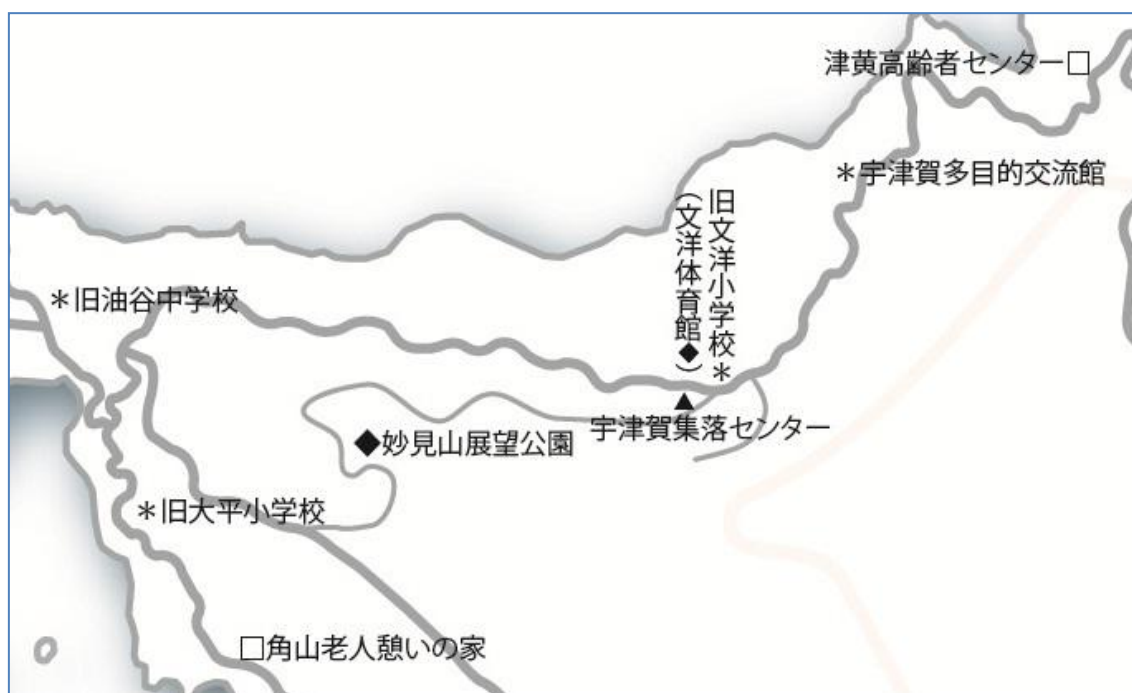 津黄高齢者センター□
＊宇津賀多目的交流館
旧文洋小学校＊
（文洋体育館◆）
＊旧油谷中学校
▲
宇津賀集落センター
◆妙見山展望公園
＊旧大平小学校
□角山老人憩いの家